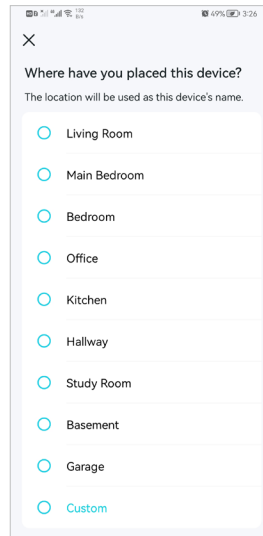 132 B/s 49% 3:26
Where have you placed this device?
The location will be used as this device's name.
Living Room
Main Bedroom
Bedroom
Office
Kitchen
Hallway
Study Room
Basement
Garage
Custom